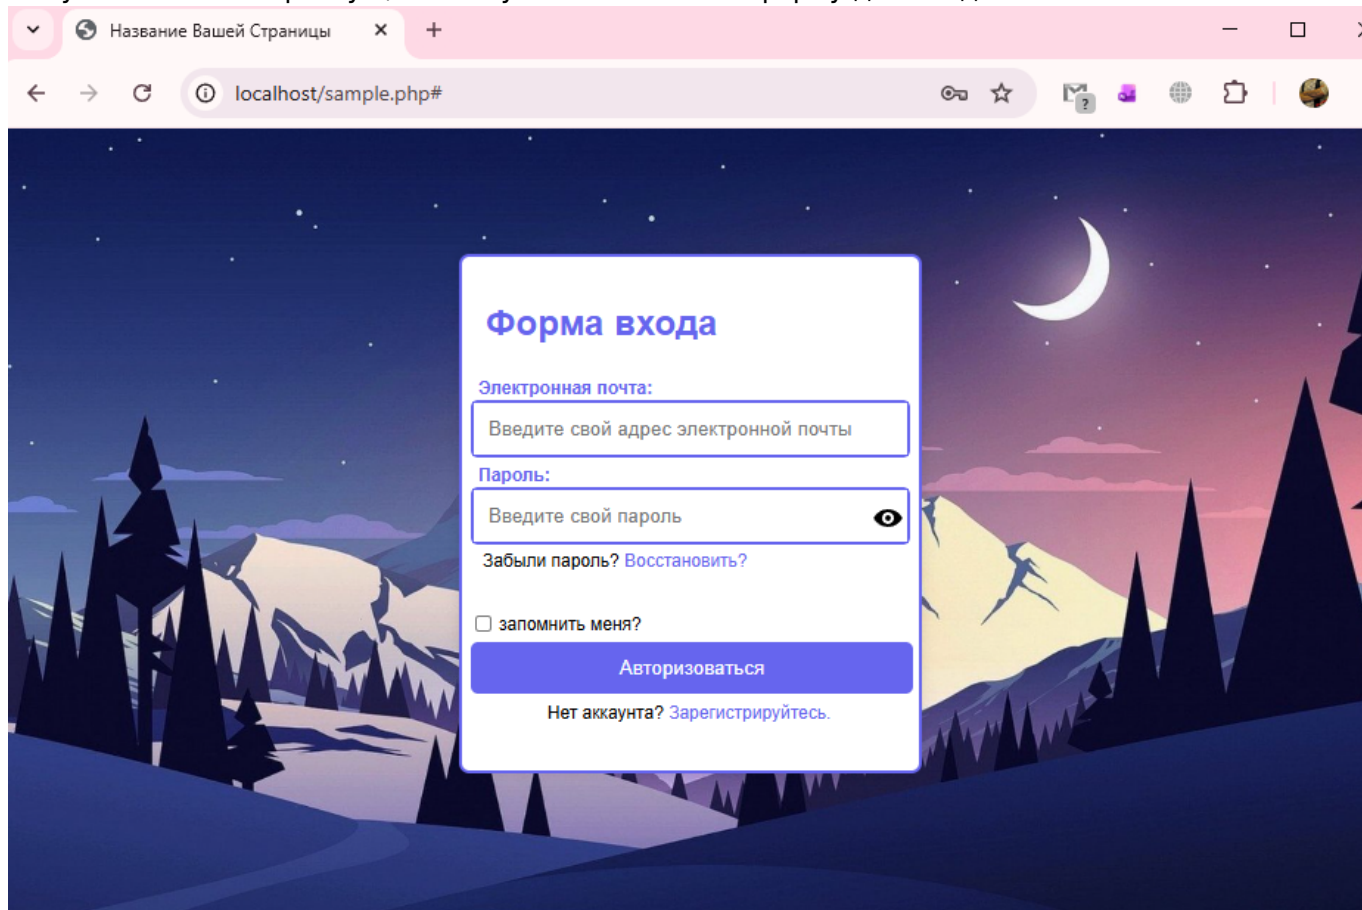 Название Вашей Страницы
localhost/sample.php#
?
Форма входа
Электронная почта:
Введите свой адрес электронной почты
Пароль:
Введите свой пароль
Забыли пароль? Восстановить?
запомнить меня?
Авторизоваться
Нет аккаунта? Зарегистрируйтесь.